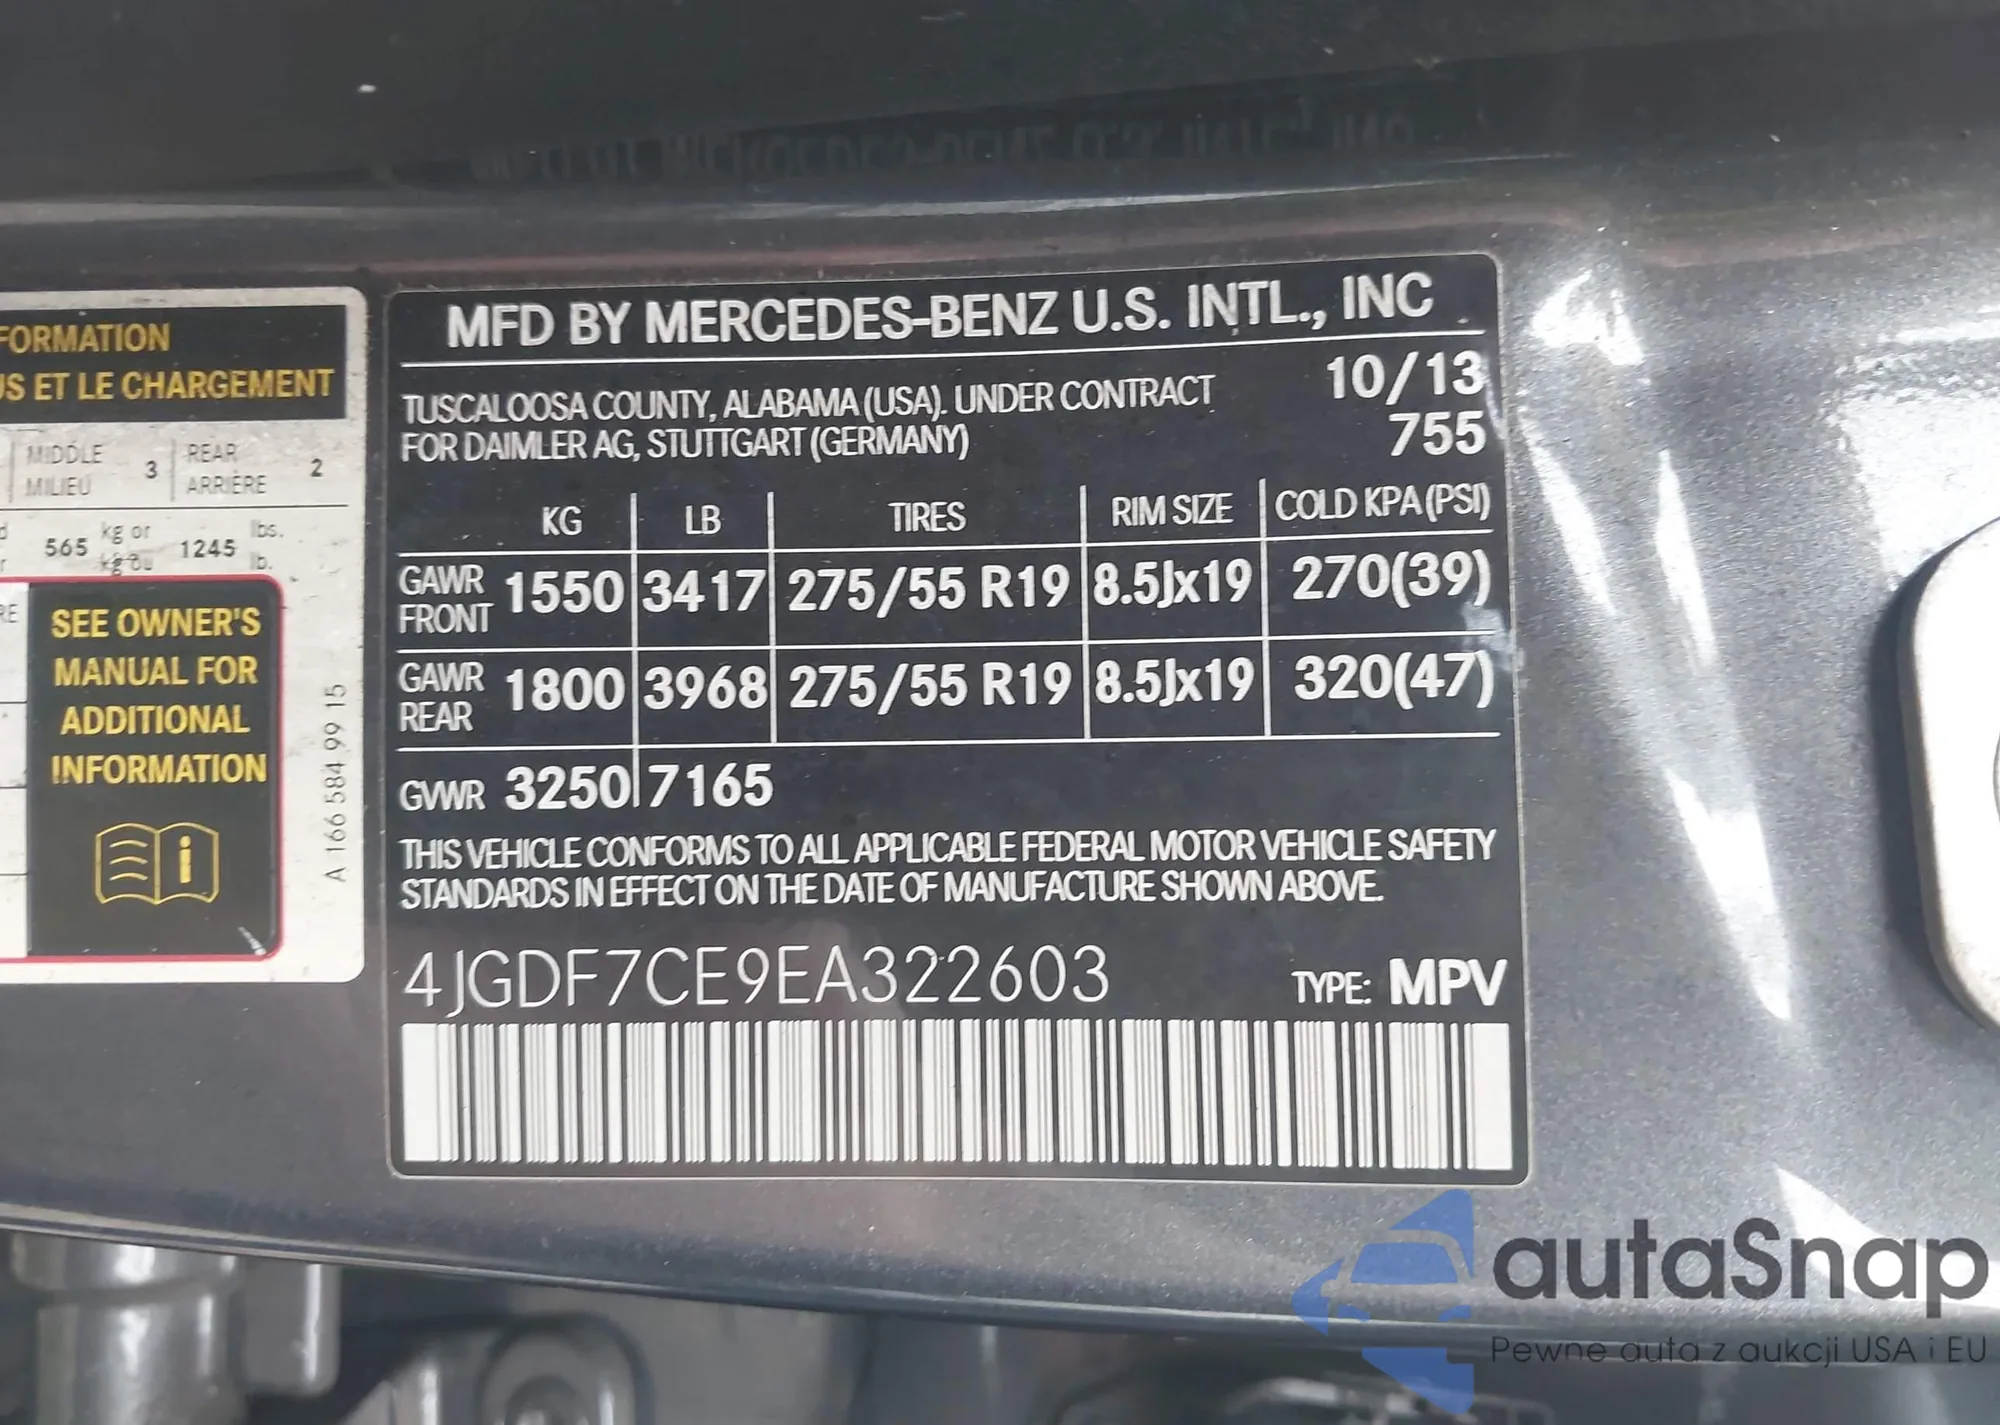 FORMATION
US ET LE CHARGEMENT
MIDDLE
MILIEU
3
REAR
ARRIÈRE
2
565 kg or 1245 lbs.
kg ou lb.
SEE OWNER'S
MANUAL FOR
ADDITIONAL
INFORMATION
i
A 166 584 99 15
MFD BY MERCEDES-BENZ U.S. INTL., INC
TUSCALOOSA COUNTY, ALABAMA (USA). UNDER CONTRACT 10/13
FOR DAIMLER AG, STUTTGART (GERMANY) 755
KG LB TIRES RIM SIZE COLD KPA (PSI)
GAWR FRONT 1550 3417 275/55 R19 8.5Jx19 270(39)
GAWR REAR 1800 3968 275/55 R19 8.5Jx19 320(47)
GVWR 3250 7165
THIS VEHICLE CONFORMS TO ALL APPLICABLE FEDERAL MOTOR VEHICLE SAFETY
STANDARDS IN EFFECT ON THE DATE OF MANUFACTURE SHOWN ABOVE.
4JGDF7CE9EA322603 TYPE: MPV
autaSnap
Pewne auta z aukcji USA i EU